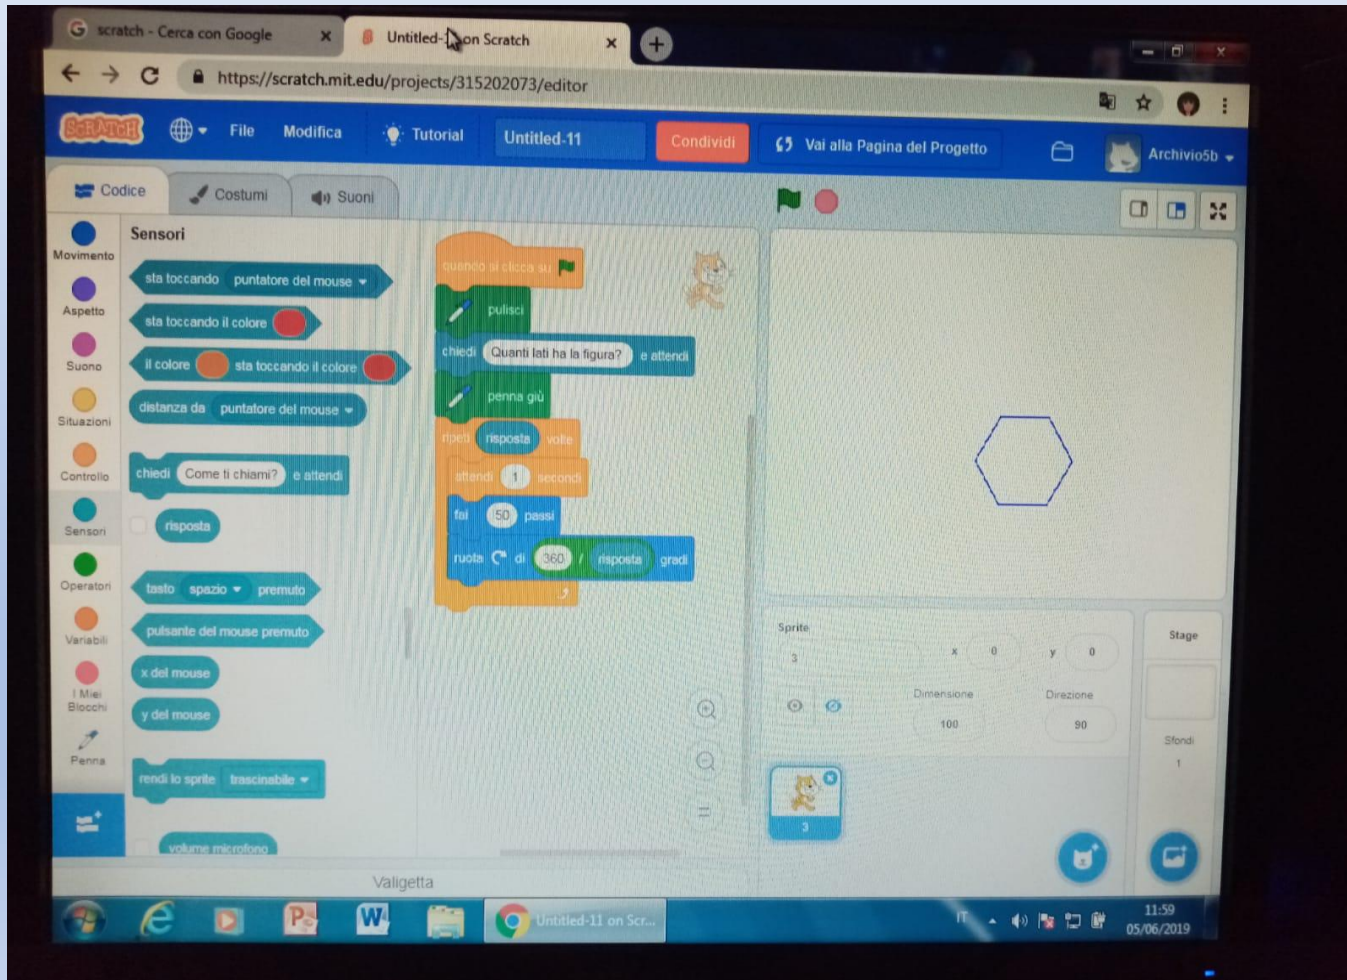 scratch - Cerca con Google
Untitled-11 on Scratch
https://scratch.mit.edu/projects/315202073/editor
SCRATCH
File
Modifica
Tutorial
Untitled-11
Condividi
Vai alla Pagina del Progetto
Archivio5b
Codice
Costumi
Suoni
Movimento
Aspetto
Suono
Situazioni
Controllo
Sensori
Operatori
Variabili
I Miei
Blocchi
Penna
Sensori
sta toccando puntatore del mouse
sta toccando il colore
il colore sta toccando il colore
distanza da puntatore del mouse
chiedi Come ti chiami? e attendi
risposta
tasto spazio premuto
pulsante del mouse premuto
x del mouse
y del mouse
rendi lo sprite trascinabile
volume microfono
quando si clicca su
pulisci
chiedi Quanti lati ha la figura? e attendi
penna giù
ripeti risposta volte
attendi 1 secondi
fai 50 passi
ruota di 360 / risposta gradi
Sprite
3
x 0
y 0
Dimensione
100
Direzione
90
3
Stage
Sfondi
1
Valigetta
Untitled-11 on Scr...
IT
11:59
05/06/2019